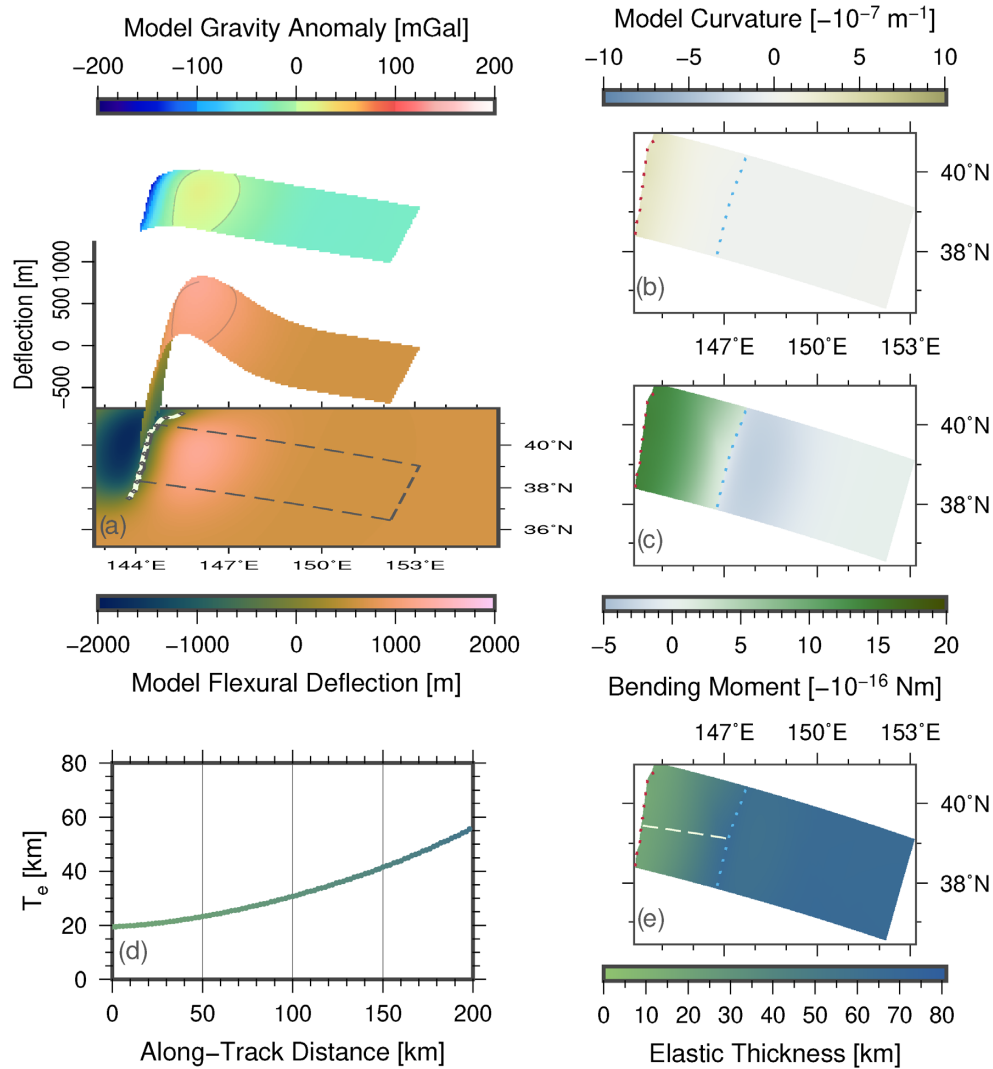 Model Gravity Anomaly [mGal]
−200 −100 0 100 200
Deflection [m]
1000
500
0
−500
40˚N
38˚N
36˚N
(a)
144˚E 147˚E 150˚E 153˚E
−2000 −1000 0 1000 2000
Model Flexural Deflection [m]
80
60
40
20
0
Te [km]
(d)
0 50 100 150 200
Along−Track Distance [km]
Model Curvature [−10−7 m−1]
−10 −5 0 5 10
40˚N
38˚N
(b)
147˚E 150˚E 153˚E
40˚N
38˚N
(c)
−5 0 5 10 15 20
Bending Moment [−10−16 Nm]
147˚E 150˚E 153˚E
40˚N
38˚N
(e)
0 10 20 30 40 50 60 70 80
Elastic Thickness [km]